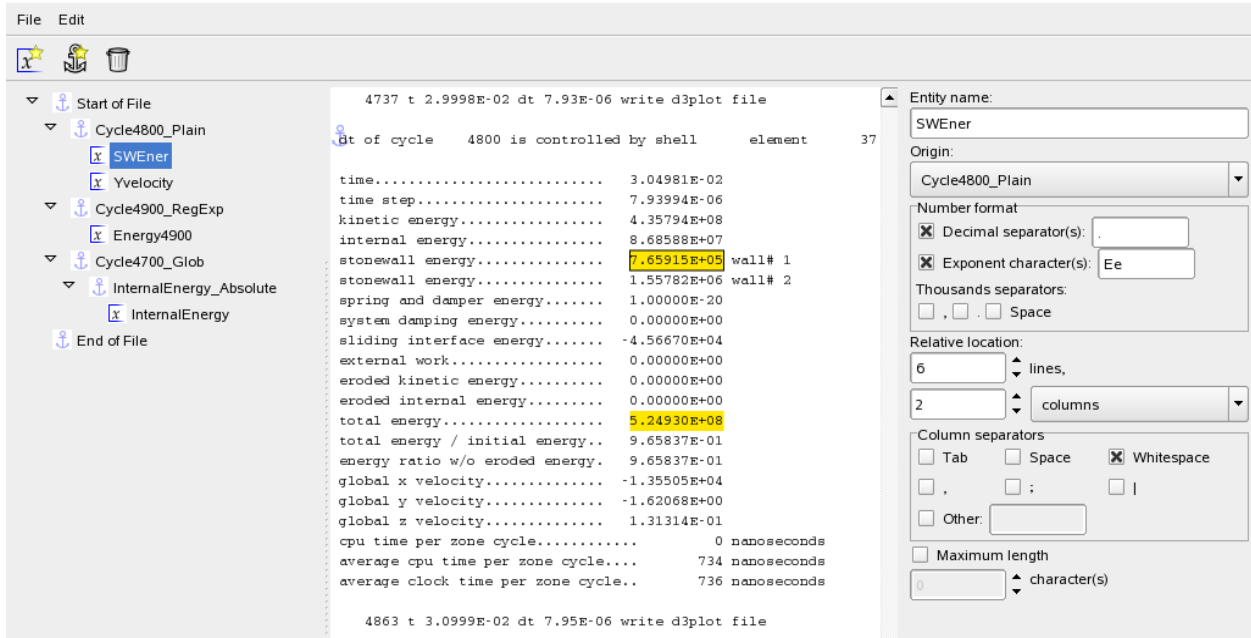 File Edit
Start of File
Cycle4800_Plain
x SWEner
x Yvelocity
Cycle4900_RegExp
x Energy4900
Cycle4700_Glob
InternalEnergy_Absolute
x InternalEnergy
End of File
4737 t 2.9998E-02 dt 7.93E-06 write d3plot file
dt of cycle 4800 is controlled by shell element 37
time........................... 3.04981E-02
time step...................... 7.93994E-06
kinetic energy................. 4.35794E+08
internal energy................ 8.68588E+07
stonewall energy............... 7.65915E+05 wall# 1
stonewall energy............... 1.55782E+06 wall# 2
spring and damper energy....... 1.00000E-20
system damping energy.......... 0.00000E+00
sliding interface energy....... -4.56670E+04
external work.................. 0.00000E+00
eroded kinetic energy.......... 0.00000E+00
eroded internal energy......... 0.00000E+00
total energy................... 5.24930E+08
total energy / initial energy.. 9.65837E-01
energy ratio w/o eroded energy. 9.65837E-01
global x velocity.............. -1.35505E+04
global y velocity.............. -1.62068E+00
global z velocity.............. 1.31314E-01
cpu time per zone cycle............ 0 nanoseconds
average cpu time per zone cycle.... 734 nanoseconds
average clock time per zone cycle.. 736 nanoseconds
4863 t 3.0999E-02 dt 7.95E-06 write d3plot file
Entity name:
SWEner
Origin:
Cycle4800_Plain
Number format
Decimal separator(s): .
Exponent character(s): Ee
Thousands separators:
, . Space
Relative location:
6 lines,
2 columns
Column separators
Tab Space Whitespace
, ; |
Other:
Maximum length
0 character(s)